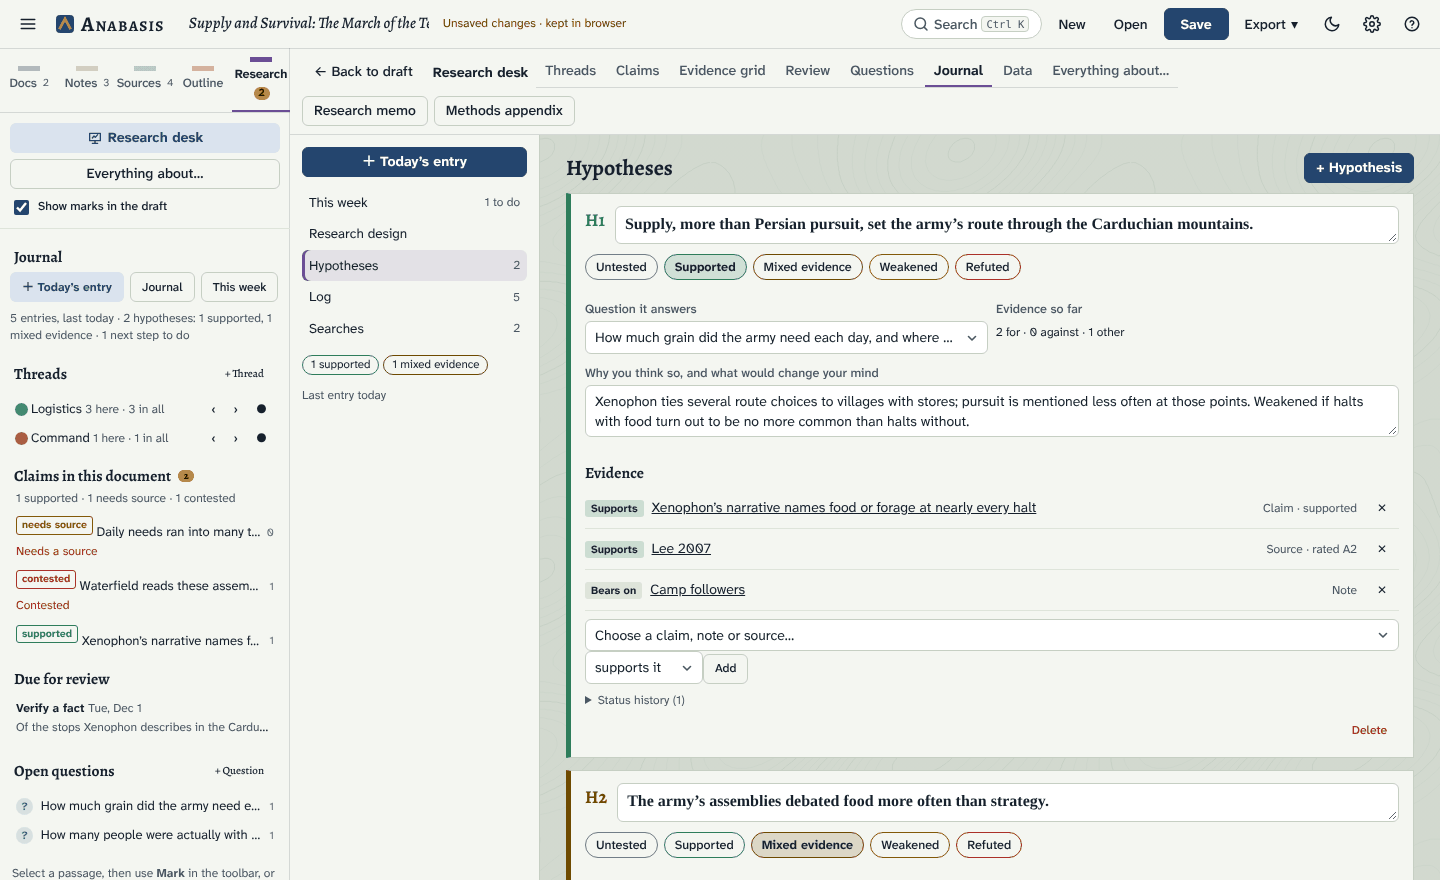 Anabasis
Supply and Survival: The March of the Te
Unsaved changes · kept in browser
Search Ctrl K
New
Open
Save
Export ▾
Docs 2
Notes 3
Sources 4
Outline
Research 2
← Back to draft
Research desk
Threads
Claims
Evidence grid
Review
Questions
Journal
Data
Everything about…
Research memo
Methods appendix
Research desk
Everything about…
Show marks in the draft
Journal
+ Today's entry
Journal
This week
5 entries, last today · 2 hypotheses: 1 supported, 1
mixed evidence · 1 next step to do
Threads
+ Thread
Logistics 3 here · 3 in all ‹ ›
Command 1 here · 1 in all ‹ ›
Claims in this document 2
1 supported · 1 needs source · 1 contested
needs source Daily needs ran into many t… 0
Needs a source
contested Waterfield reads these assem… 1
Contested
supported Xenophon's narrative names f… 1
Due for review
Verify a fact Tue, Dec 1
Of the stops Xenophon describes in the Cardu…
Open questions
+ Question
? How much grain did the army need e… 1
? How many people were actually with … 1
Select a passage, then use Mark in the toolbar, or
+ Today's entry
This week 1 to do
Research design
Hypotheses 2
Log 5
Searches 2
1 supported
1 mixed evidence
Last entry today
Hypotheses
+ Hypothesis
H1
Supply, more than Persian pursuit, set the army's route through the Carduchian mountains.
Untested
Supported
Mixed evidence
Weakened
Refuted
Question it answers
How much grain did the army need each day, and where …
Evidence so far
2 for · 0 against · 1 other
Why you think so, and what would change your mind
Xenophon ties several route choices to villages with stores; pursuit is mentioned less often at those points. Weakened if halts
with food turn out to be no more common than halts without.
Evidence
Supports Xenophon's narrative names food or forage at nearly every halt Claim · supported ✕
Supports Lee 2007 Source · rated A2 ✕
Bears on Camp followers Note ✕
Choose a claim, note or source…
supports it
Add
▶ Status history (1)
Delete
H2
The army's assemblies debated food more often than strategy.
Untested
Supported
Mixed evidence
Weakened
Refuted